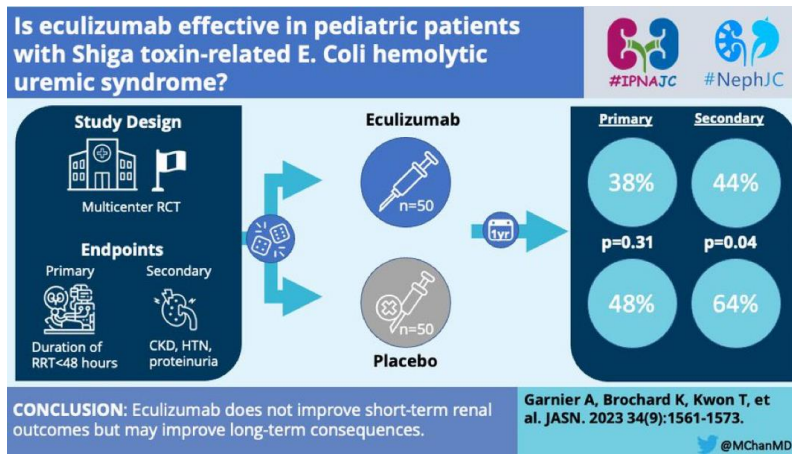 Is eculizumab effective in pediatric patients
with Shiga toxin-related E. Coli hemolytic
uremic syndrome?
#IPNAJC
#NephJC
Study Design
Multicenter RCT
Endpoints
Primary
Secondary
Duration of
RRT<48 hours
CKD, HTN,
proteinuria
Eculizumab
n=50
n=50
Placebo
1yr
Primary
Secondary
38%
44%
p=0.31
p=0.04
48%
64%
CONCLUSION: Eculizumab does not improve short-term renal
outcomes but may improve long-term consequences.
Garnier A, Brochard K, Kwon T, et
al. JASN. 2023 34(9):1561-1573.
@MChanMD